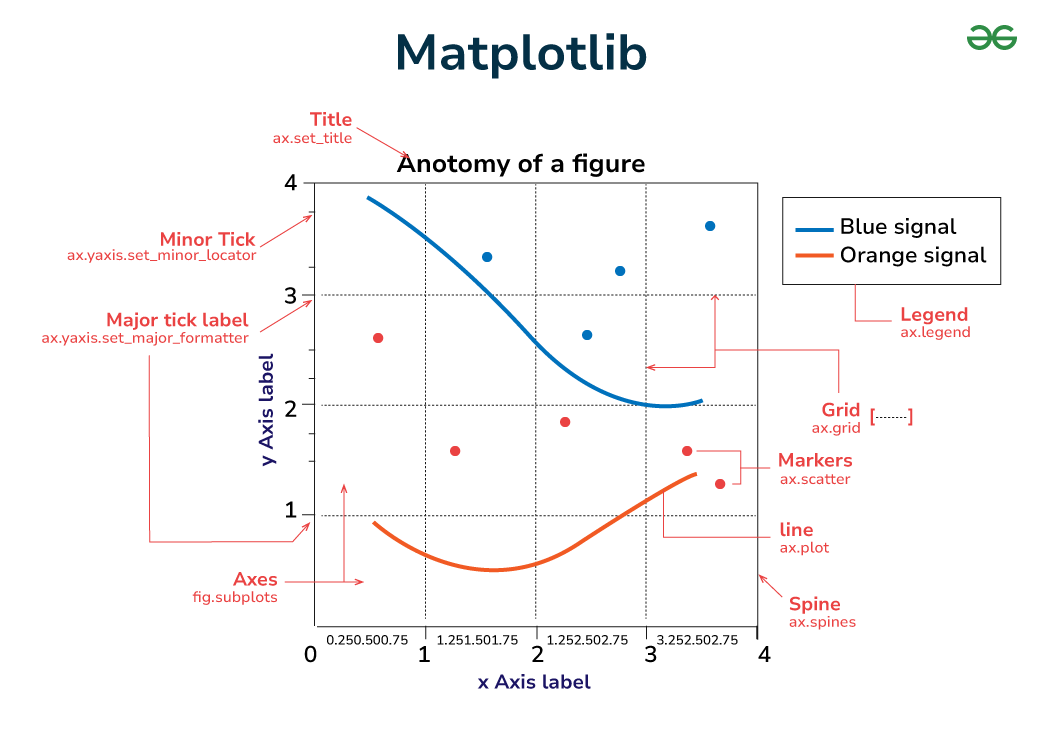 Matplotlib
Title
ax.set_title
Anotomy of a figure
4
Blue signal
Orange signal
Minor Tick
ax.yaxis.set_minor_locator
3
Major tick label
ax.yaxis.set_major_formatter
Legend
ax.legend
y Axis label
2
Grid [--------]
ax.grid
Markers
ax.scatter
1
line
ax.plot
Axes
fig.subplots
Spine
ax.spines
0.250.500.75 1.251.501.75 1.252.502.75 3.252.502.75
0 1 2 3 4
x Axis label